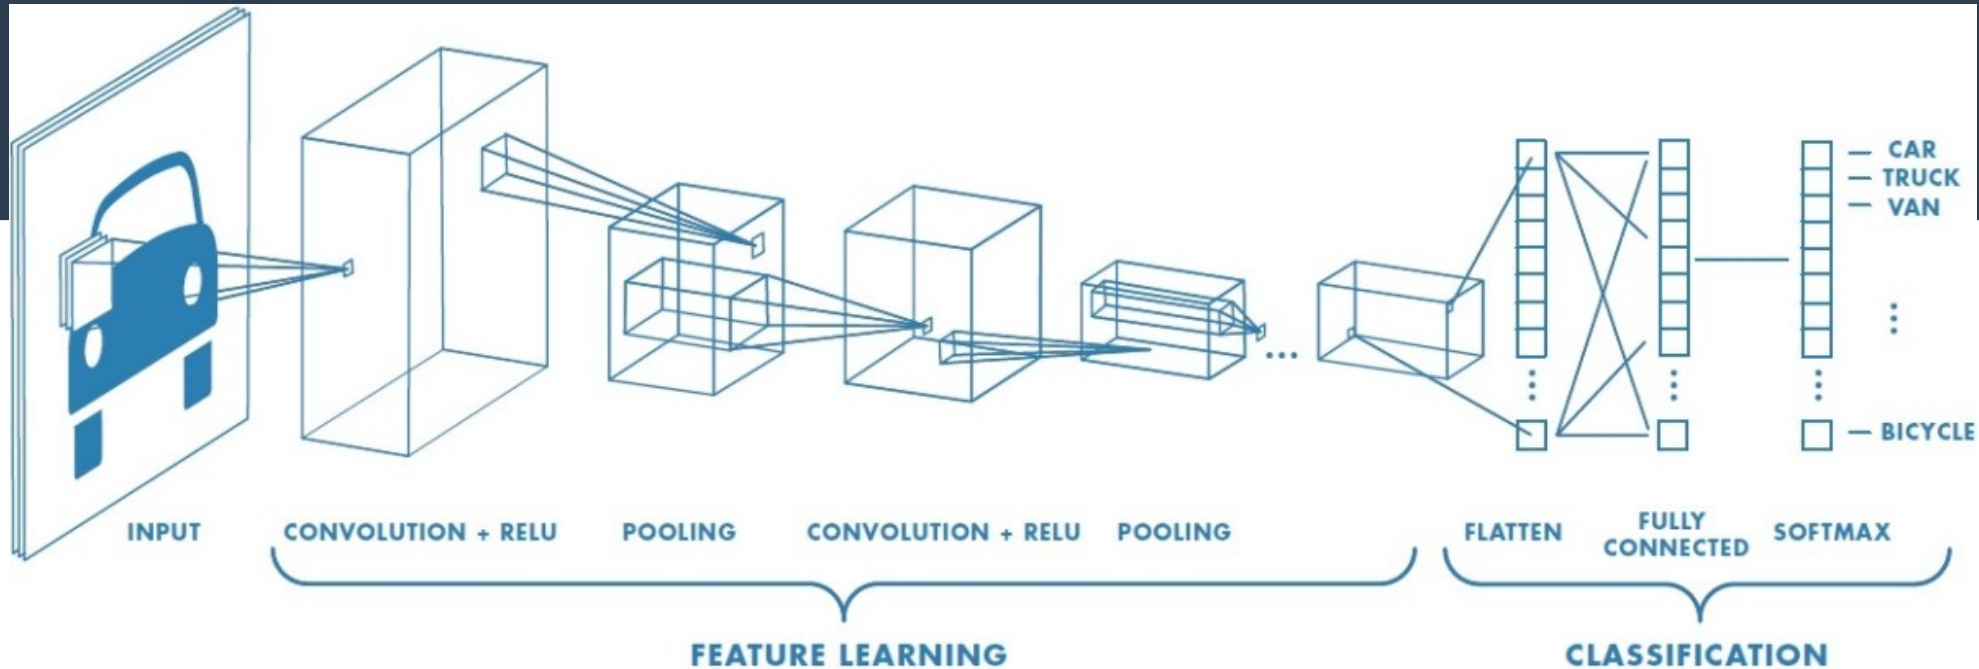 CAR
TRUCK
VAN
BICYCLE
INPUT
CONVOLUTION + RELU
POOLING
CONVOLUTION + RELU
POOLING
FLATTEN
FULLY
CONNECTED
SOFTMAX
FEATURE LEARNING
CLASSIFICATION